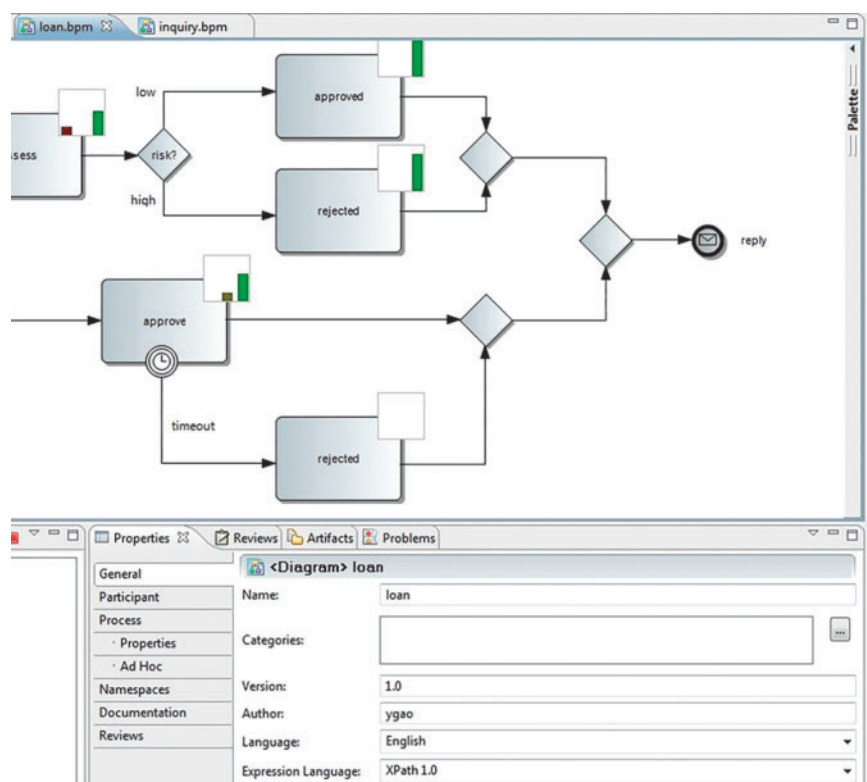 loan.bpm
inquiry.bpm
Palette
low
approved
sess
risk?
high
rejected
reply
approve
timeout
rejected
Properties
Reviews
Artifacts
Problems
General
<Diagram> loan
Participant
Name:
loan
Process
· Properties
Categories:
...
· Ad Hoc
Namespaces
Version:
1.0
Documentation
Author:
ygao
Reviews
Language:
English
Expression Language:
XPath 1.0